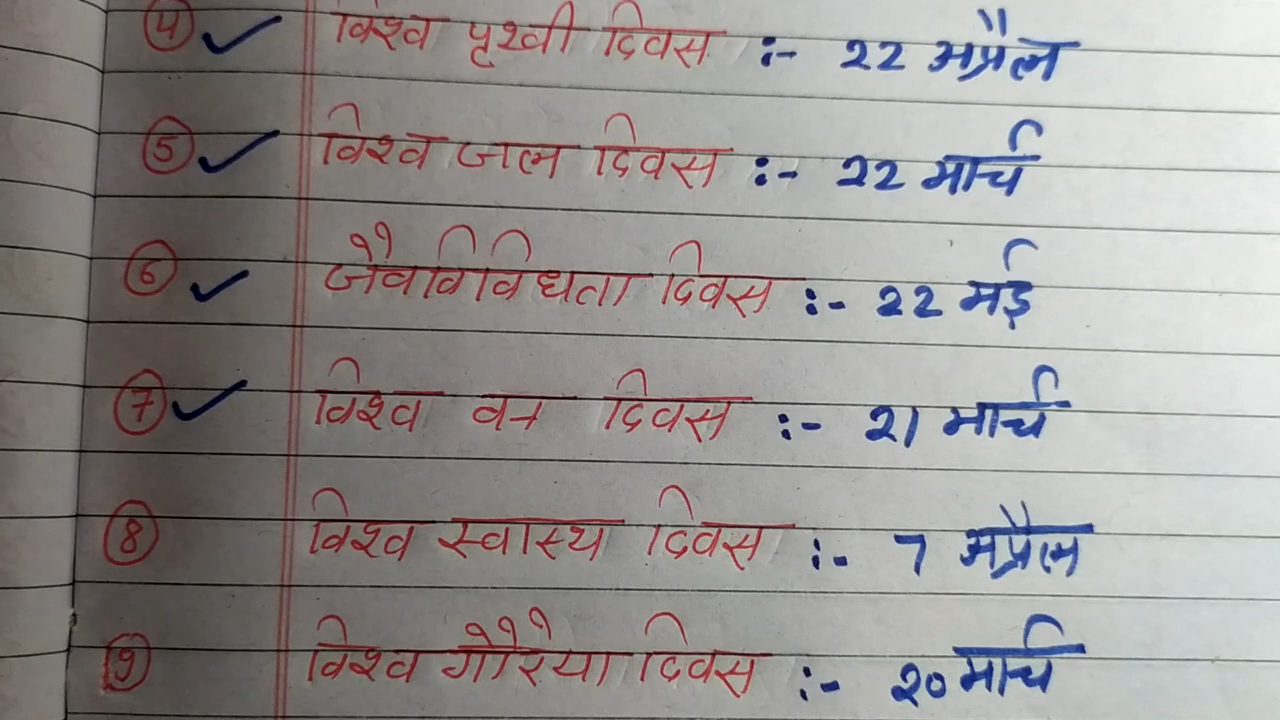 ④ ✓ विश्व पृथ्वी दिवस :- 22 अप्रैल
⑤ ✓ विश्व जल दिवस :- 22 मार्च
⑥ ✓ जैवविविधता दिवस :- 22 मई
⑦ ✓ विश्व वन दिवस :- 21 मार्च
⑧ विश्व स्वास्थ्य दिवस :- 7 अप्रैल
⑨ विश्व गौरैया दिवस :- 20 मार्च